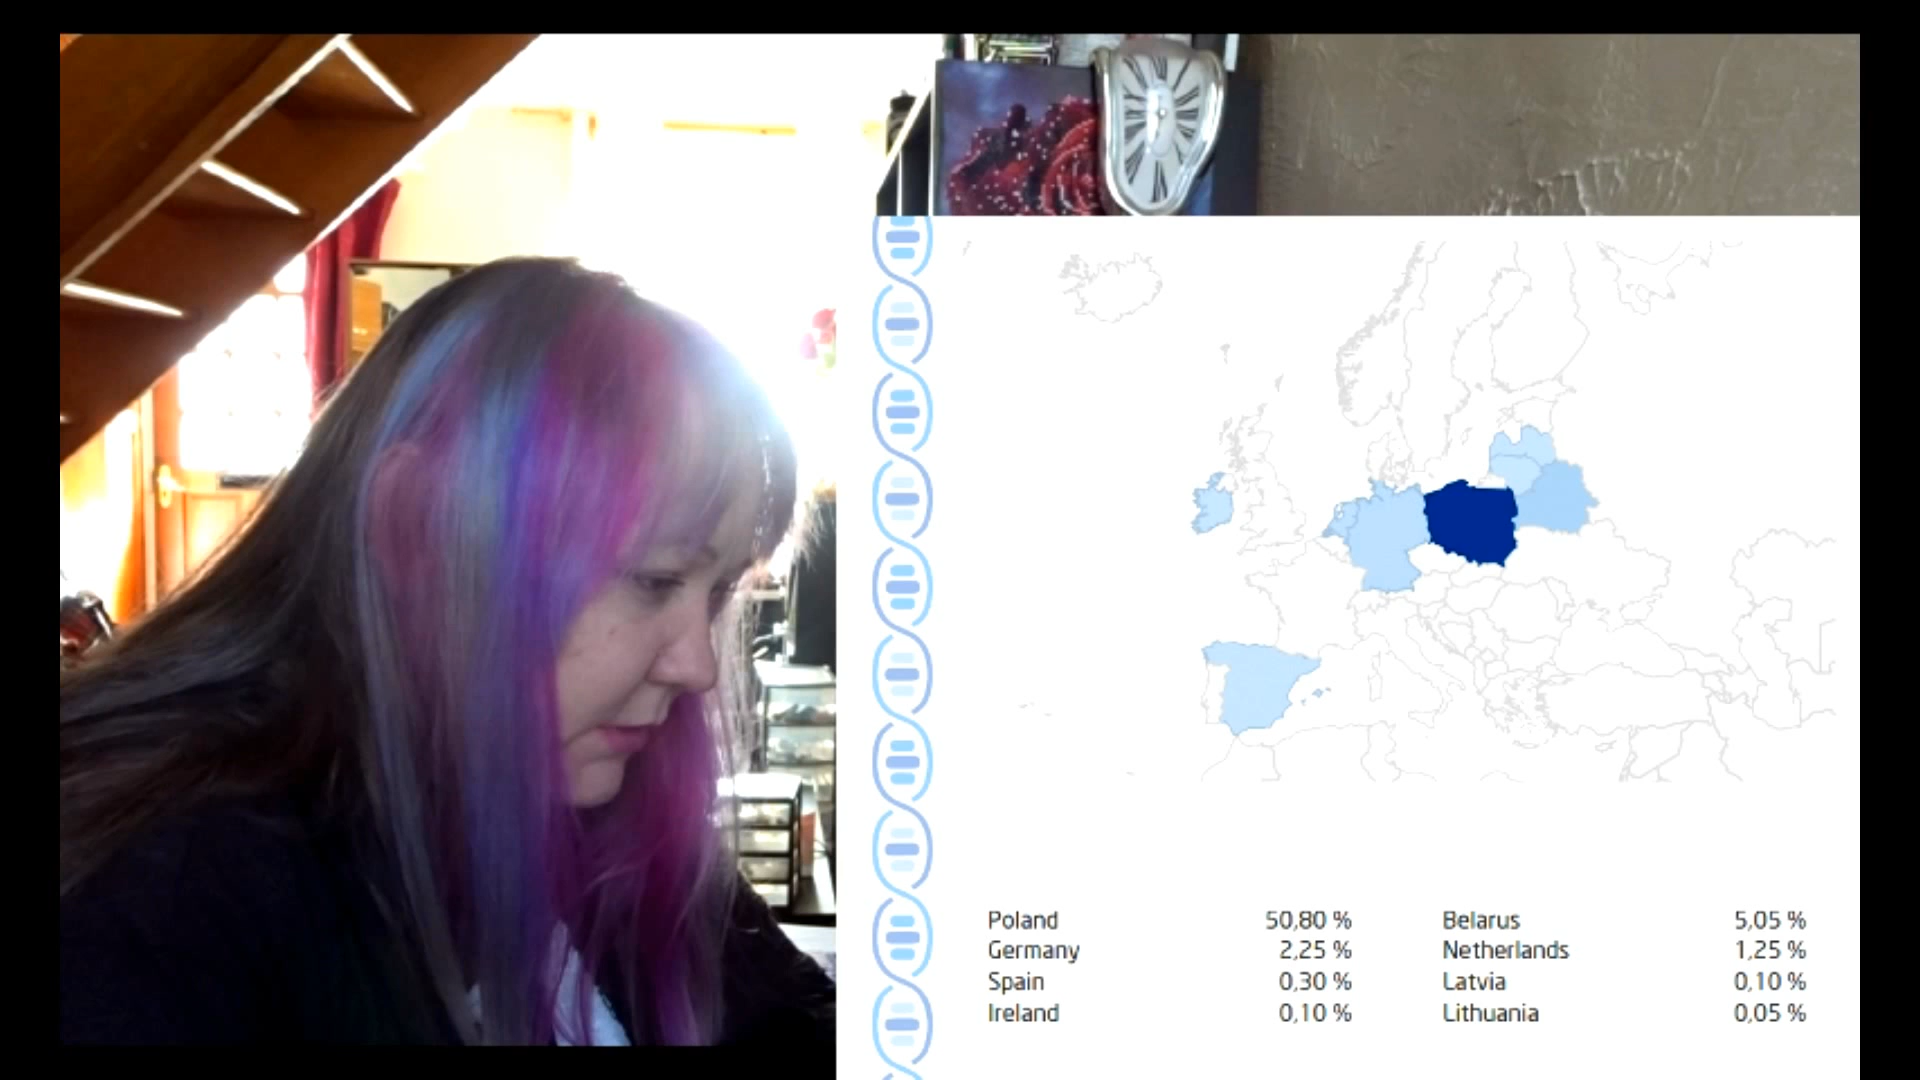 Poland 50,80 % Belarus 5,05 %
Germany 2,25 % Netherlands 1,25 %
Spain 0,30 % Latvia 0,10 %
Ireland 0,10 % Lithuania 0,05 %